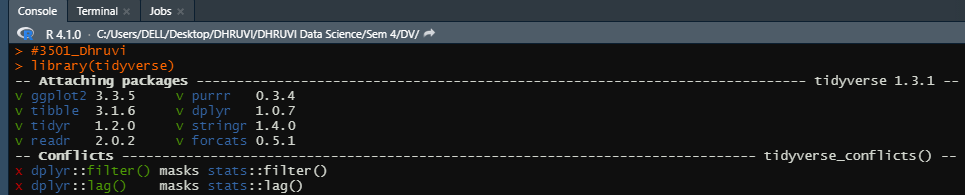 Console Terminal × Jobs ×
R 4.1.0 · C:/Users/DELL/Desktop/DHRUVI/DHRUVI Data Science/Sem 4/DV/
> #3501_Dhruvi
> library(tidyverse)
-- Attaching packages --------------------------------------------------------------------------- tidyverse 1.3.1 --
v ggplot2 3.3.5     v purrr   0.3.4
v tibble  3.1.6     v dplyr   1.0.7
v tidyr   1.2.0     v stringr 1.4.0
v readr   2.0.2     v forcats 0.5.1
-- Conflicts ------------------------------------------------------------------------------ tidyverse_conflicts() --
x dplyr::filter() masks stats::filter()
x dplyr::lag()    masks stats::lag()